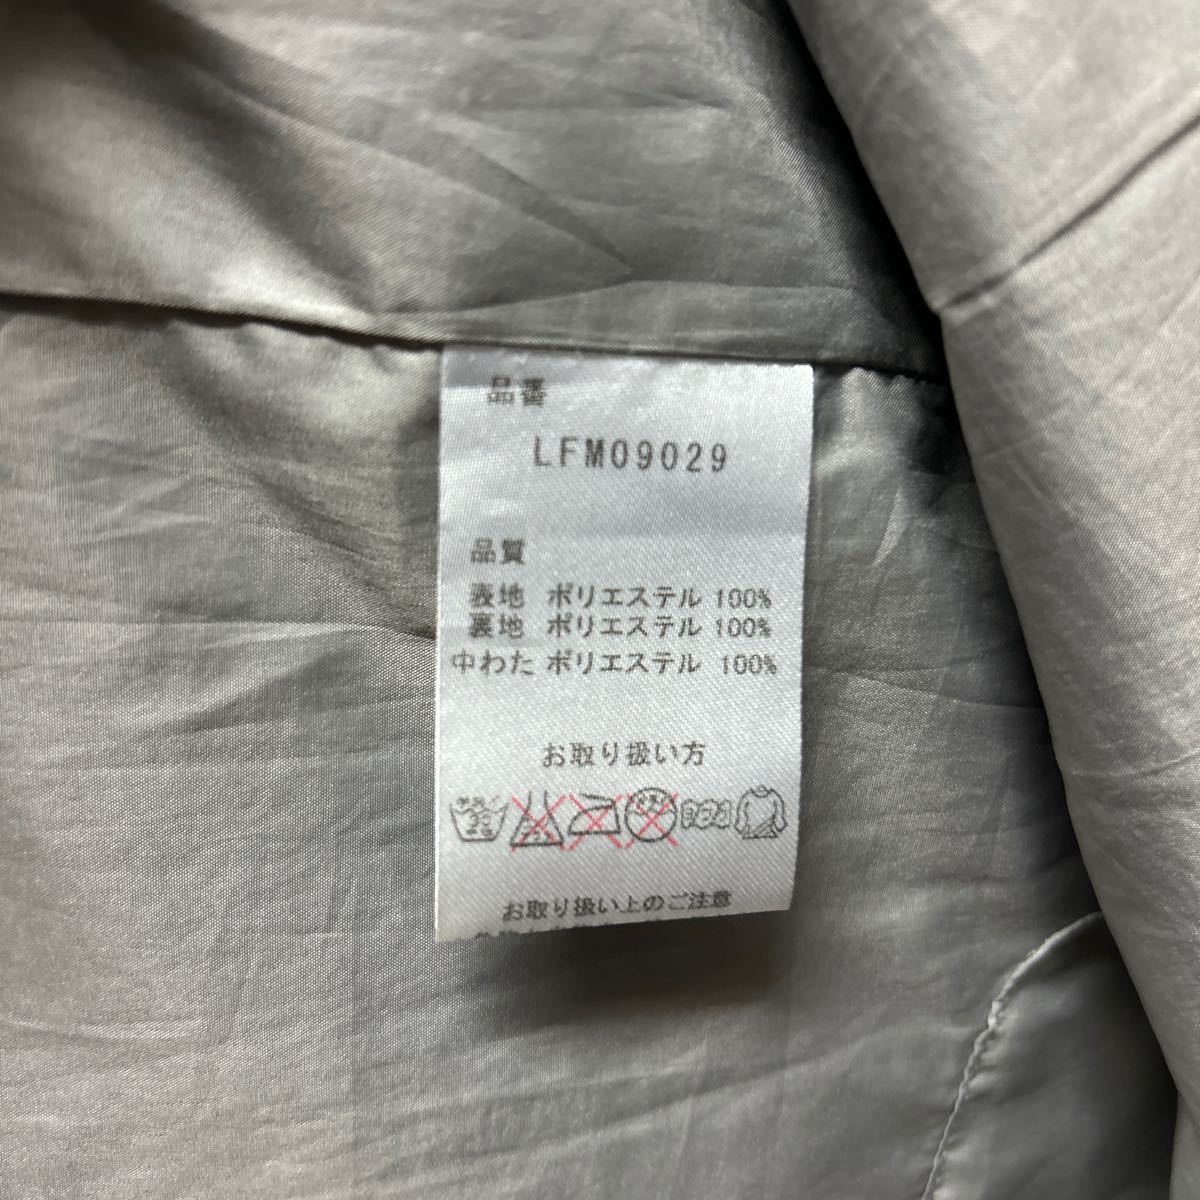 品番
LFM09029
品質
表地 ポリエステル 100%
裏地 ポリエステル 100%
中わた ポリエステル 100%
お取り扱い方
お取り扱い上のご注意